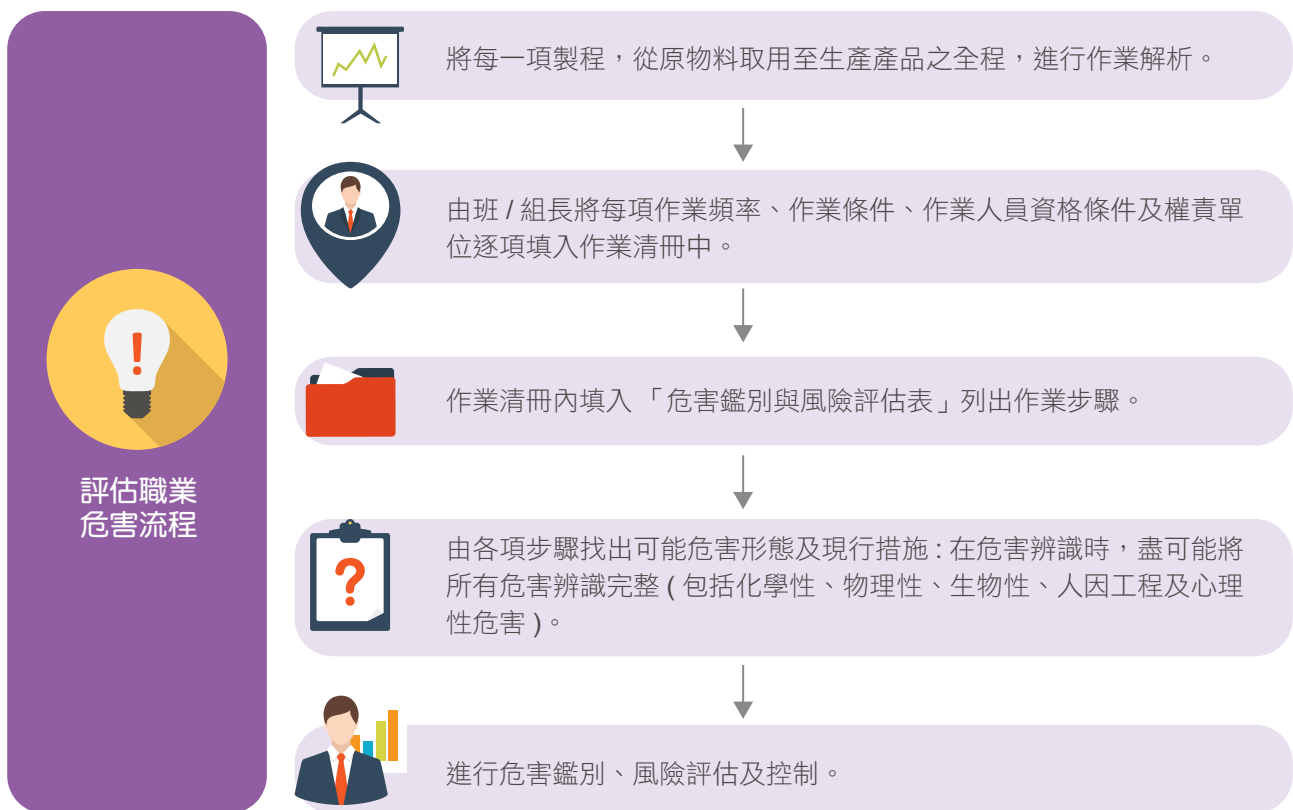 評估職業
危害流程
將每一項製程，從原物料取用至生產產品之全程，進行作業解析。
由班 / 組長將每項作業頻率、作業條件、作業人員資格條件及權責單
位逐項填入作業清冊中。
作業清冊內填入 「危害鑑別與風險評估表」列出作業步驟。
由各項步驟找出可能危害形態及現行措施 : 在危害辨識時，盡可能將
所有危害辨識完整 ( 包括化學性、物理性、生物性、人因工程及心理
性危害 )。
進行危害鑑別、風險評估及控制。